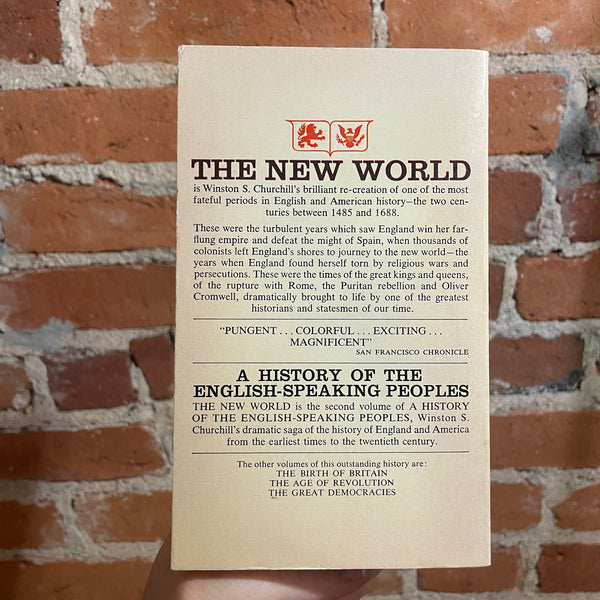 THE NEW WORLD
is Winston S. Churchill's brilliant re-creation of one of the most
fateful periods in English and American history—the two cen-
turies between 1485 and 1688.
These were the turbulent years which saw England win her far-
flung empire and defeat the might of Spain, when thousands of
colonists left England's shores to journey to the new world—the
years when England found herself torn by religious wars and
persecutions. These were the times of the great kings and queens,
of the rupture with Rome, the Puritan rebellion and Oliver
Cromwell, dramatically brought to life by one of the greatest
historians and statesmen of our time.
"PUNGENT . . . COLORFUL . . . EXCITING . . .
MAGNIFICENT"
SAN FRANCISCO CHRONICLE
A HISTORY OF THE
ENGLISH-SPEAKING PEOPLES
THE NEW WORLD is the second volume of A HISTORY
OF THE ENGLISH-SPEAKING PEOPLES, Winston S.
Churchill's dramatic saga of the history of England and America
from the earliest times to the twentieth century.
The other volumes of this outstanding history are:
THE BIRTH OF BRITAIN
THE AGE OF REVOLUTION
THE GREAT DEMOCRACIES